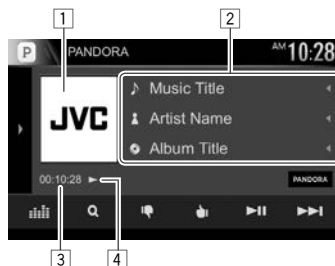 1
2
P
PANDORA
AM 10:28
JVC
Music Title
Artist Name
Album Title
00:10:28
PANDORA
3
4